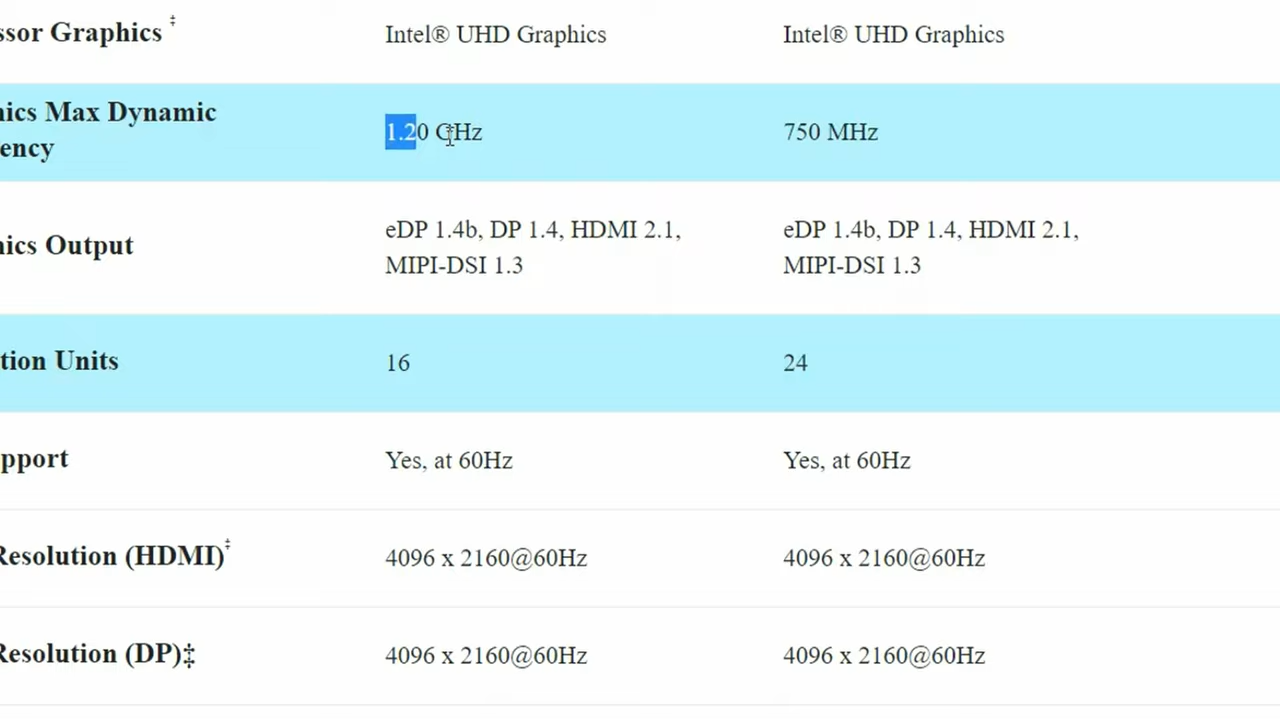 ssor Graphics ‡ Intel® UHD Graphics Intel® UHD Graphics
nics Max Dynamic
ency 1.20 GHz 750 MHz
nics Output eDP 1.4b, DP 1.4, HDMI 2.1, eDP 1.4b, DP 1.4, HDMI 2.1,
MIPI-DSI 1.3 MIPI-DSI 1.3
tion Units 16 24
pport Yes, at 60Hz Yes, at 60Hz
Resolution (HDMI)‡ 4096 x 2160@60Hz 4096 x 2160@60Hz
Resolution (DP)‡ 4096 x 2160@60Hz 4096 x 2160@60Hz